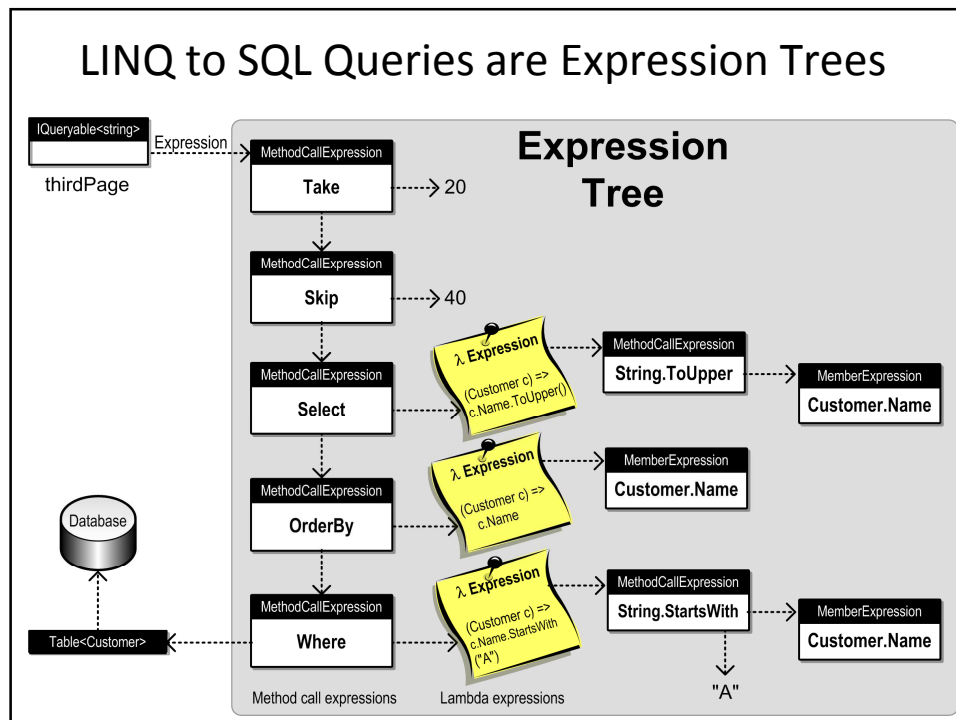 LINQ to SQL Queries are Expression Trees
IQueryable<string>
Expression
thirdPage
Expression
Tree
MethodCallExpression
Take
20
MethodCallExpression
Skip
40
MethodCallExpression
Select
λ Expression
(Customer c) =>
c.Name.ToUpper()
MethodCallExpression
String.ToUpper
MemberExpression
Customer.Name
MethodCallExpression
OrderBy
λ Expression
(Customer c) =>
c.Name
MemberExpression
Customer.Name
Database
MethodCallExpression
Where
λ Expression
(Customer c) =>
c.Name.StartsWith
("A")
MethodCallExpression
String.StartsWith
MemberExpression
Customer.Name
Table<Customer>
"A"
Method call expressions
Lambda expressions